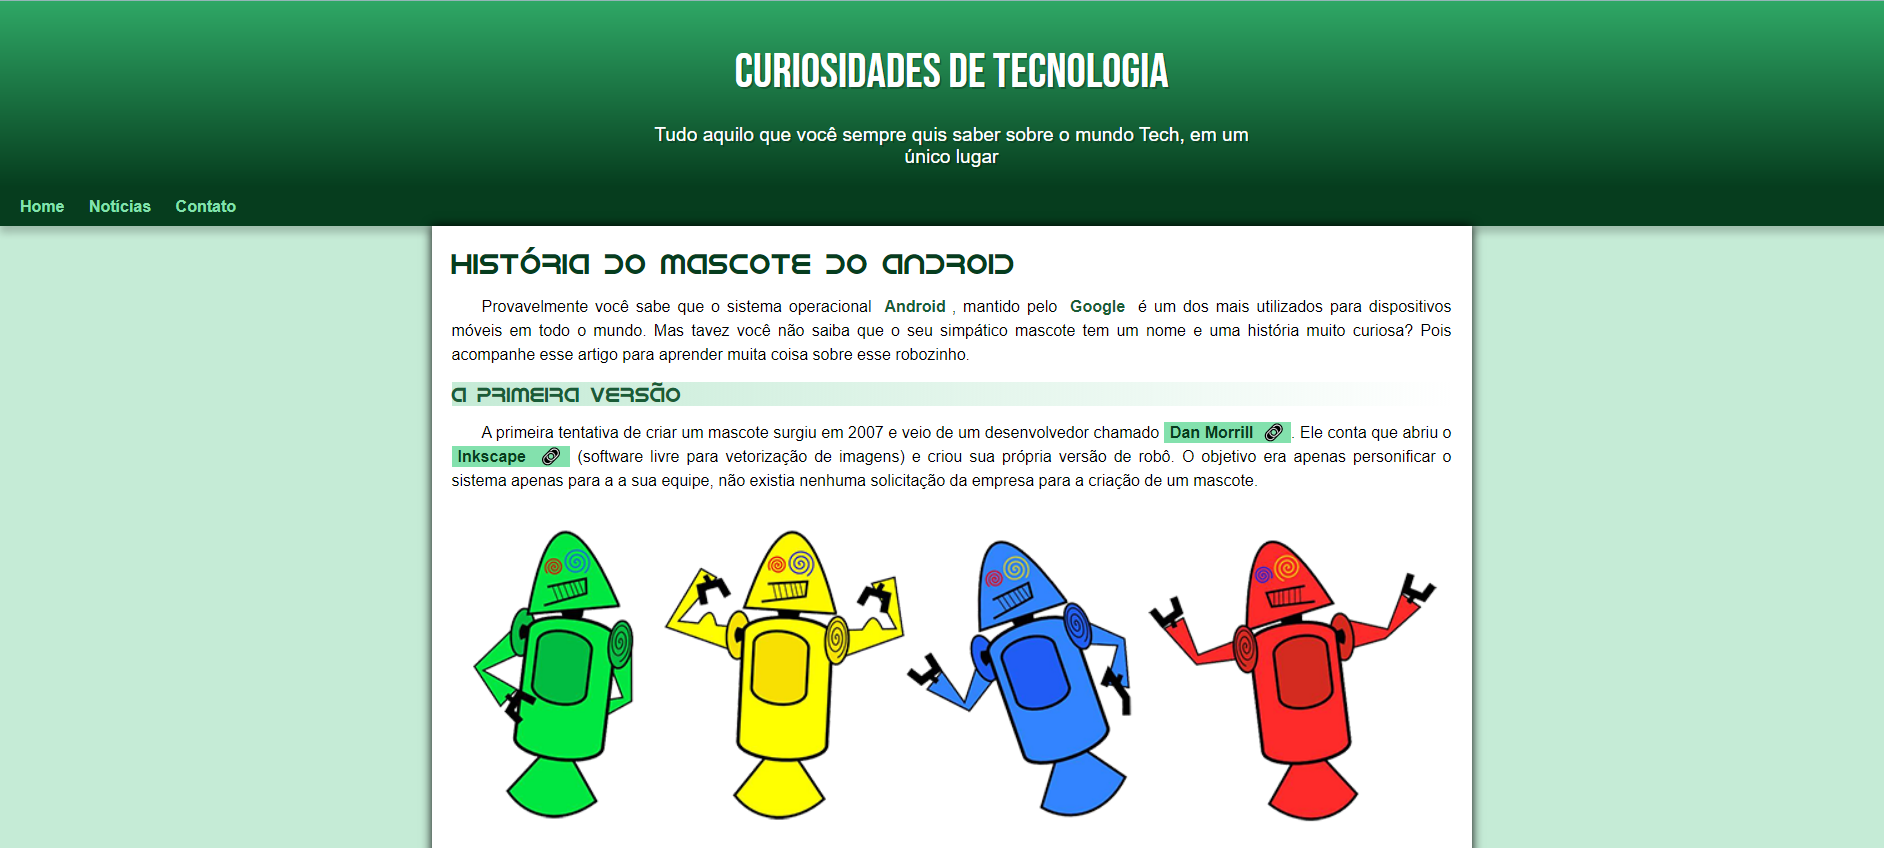 CURIOSIDADES DE TECNOLOGIA
Tudo aquilo que você sempre quis saber sobre o mundo Tech, em um
único lugar
Home Notícias Contato
HISTÓRIA DO MASCOTE DO ANDROID
Provavelmente você sabe que o sistema operacional Android , mantido pelo Google é um dos mais utilizados para dispositivos
móveis em todo o mundo. Mas tavez você não saiba que o seu simpático mascote tem um nome e uma história muito curiosa? Pois
acompanhe esse artigo para aprender muita coisa sobre esse robozinho.
A PRIMEIRA VERSÃO
A primeira tentativa de criar um mascote surgiu em 2007 e veio de um desenvolvedor chamado Dan Morrill . Ele conta que abriu o
Inkscape (software livre para vetorização de imagens) e criou sua própria versão de robô. O objetivo era apenas personificar o
sistema apenas para a a sua equipe, não existia nenhuma solicitação da empresa para a criação de um mascote.